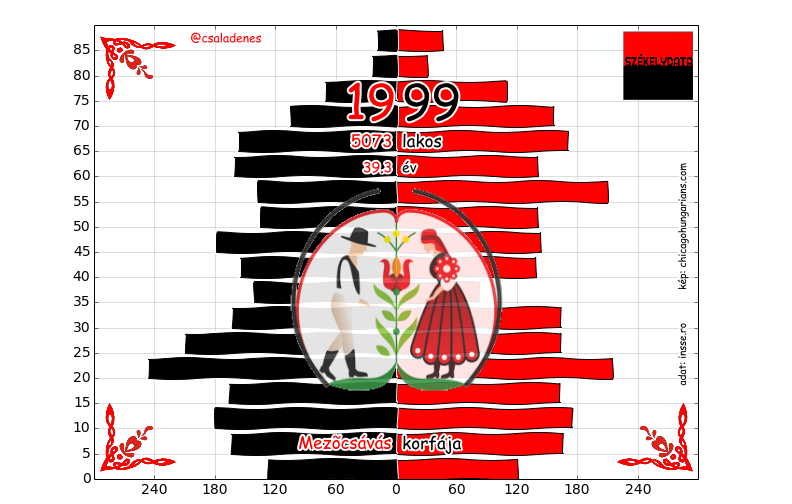 @csaladenes
SZÉKELYDATA
1999
5073 lakos
39.3 év
kép: chicagohungarians.com
adat: insse.ro
Mezőcsávás korfája
85
80
75
70
65
60
55
50
45
40
35
30
25
20
15
10
5
0
240 180 120 60 0 60 120 180 240